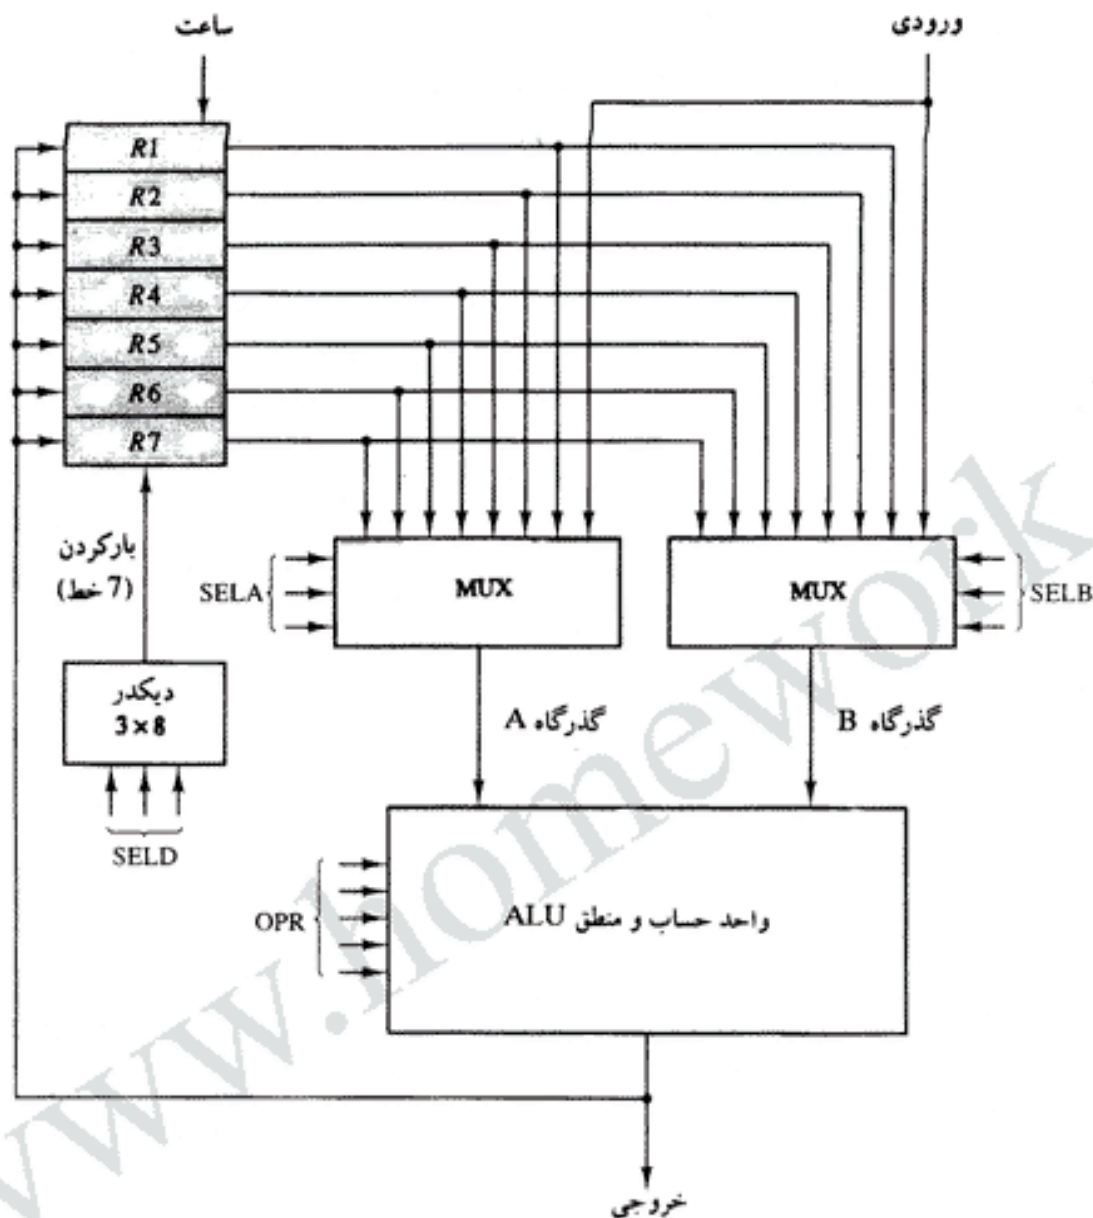 ساعت
ورودی
R1
R2
R3
R4
R5
R6
R7
بارکردن
(7 خط)
SELA
MUX
MUX
SELB
دیکدر
3×8
گذرگاه A
گذرگاه B
SELD
OPR
واحد حساب و منطق ALU
خروجی
www.homework